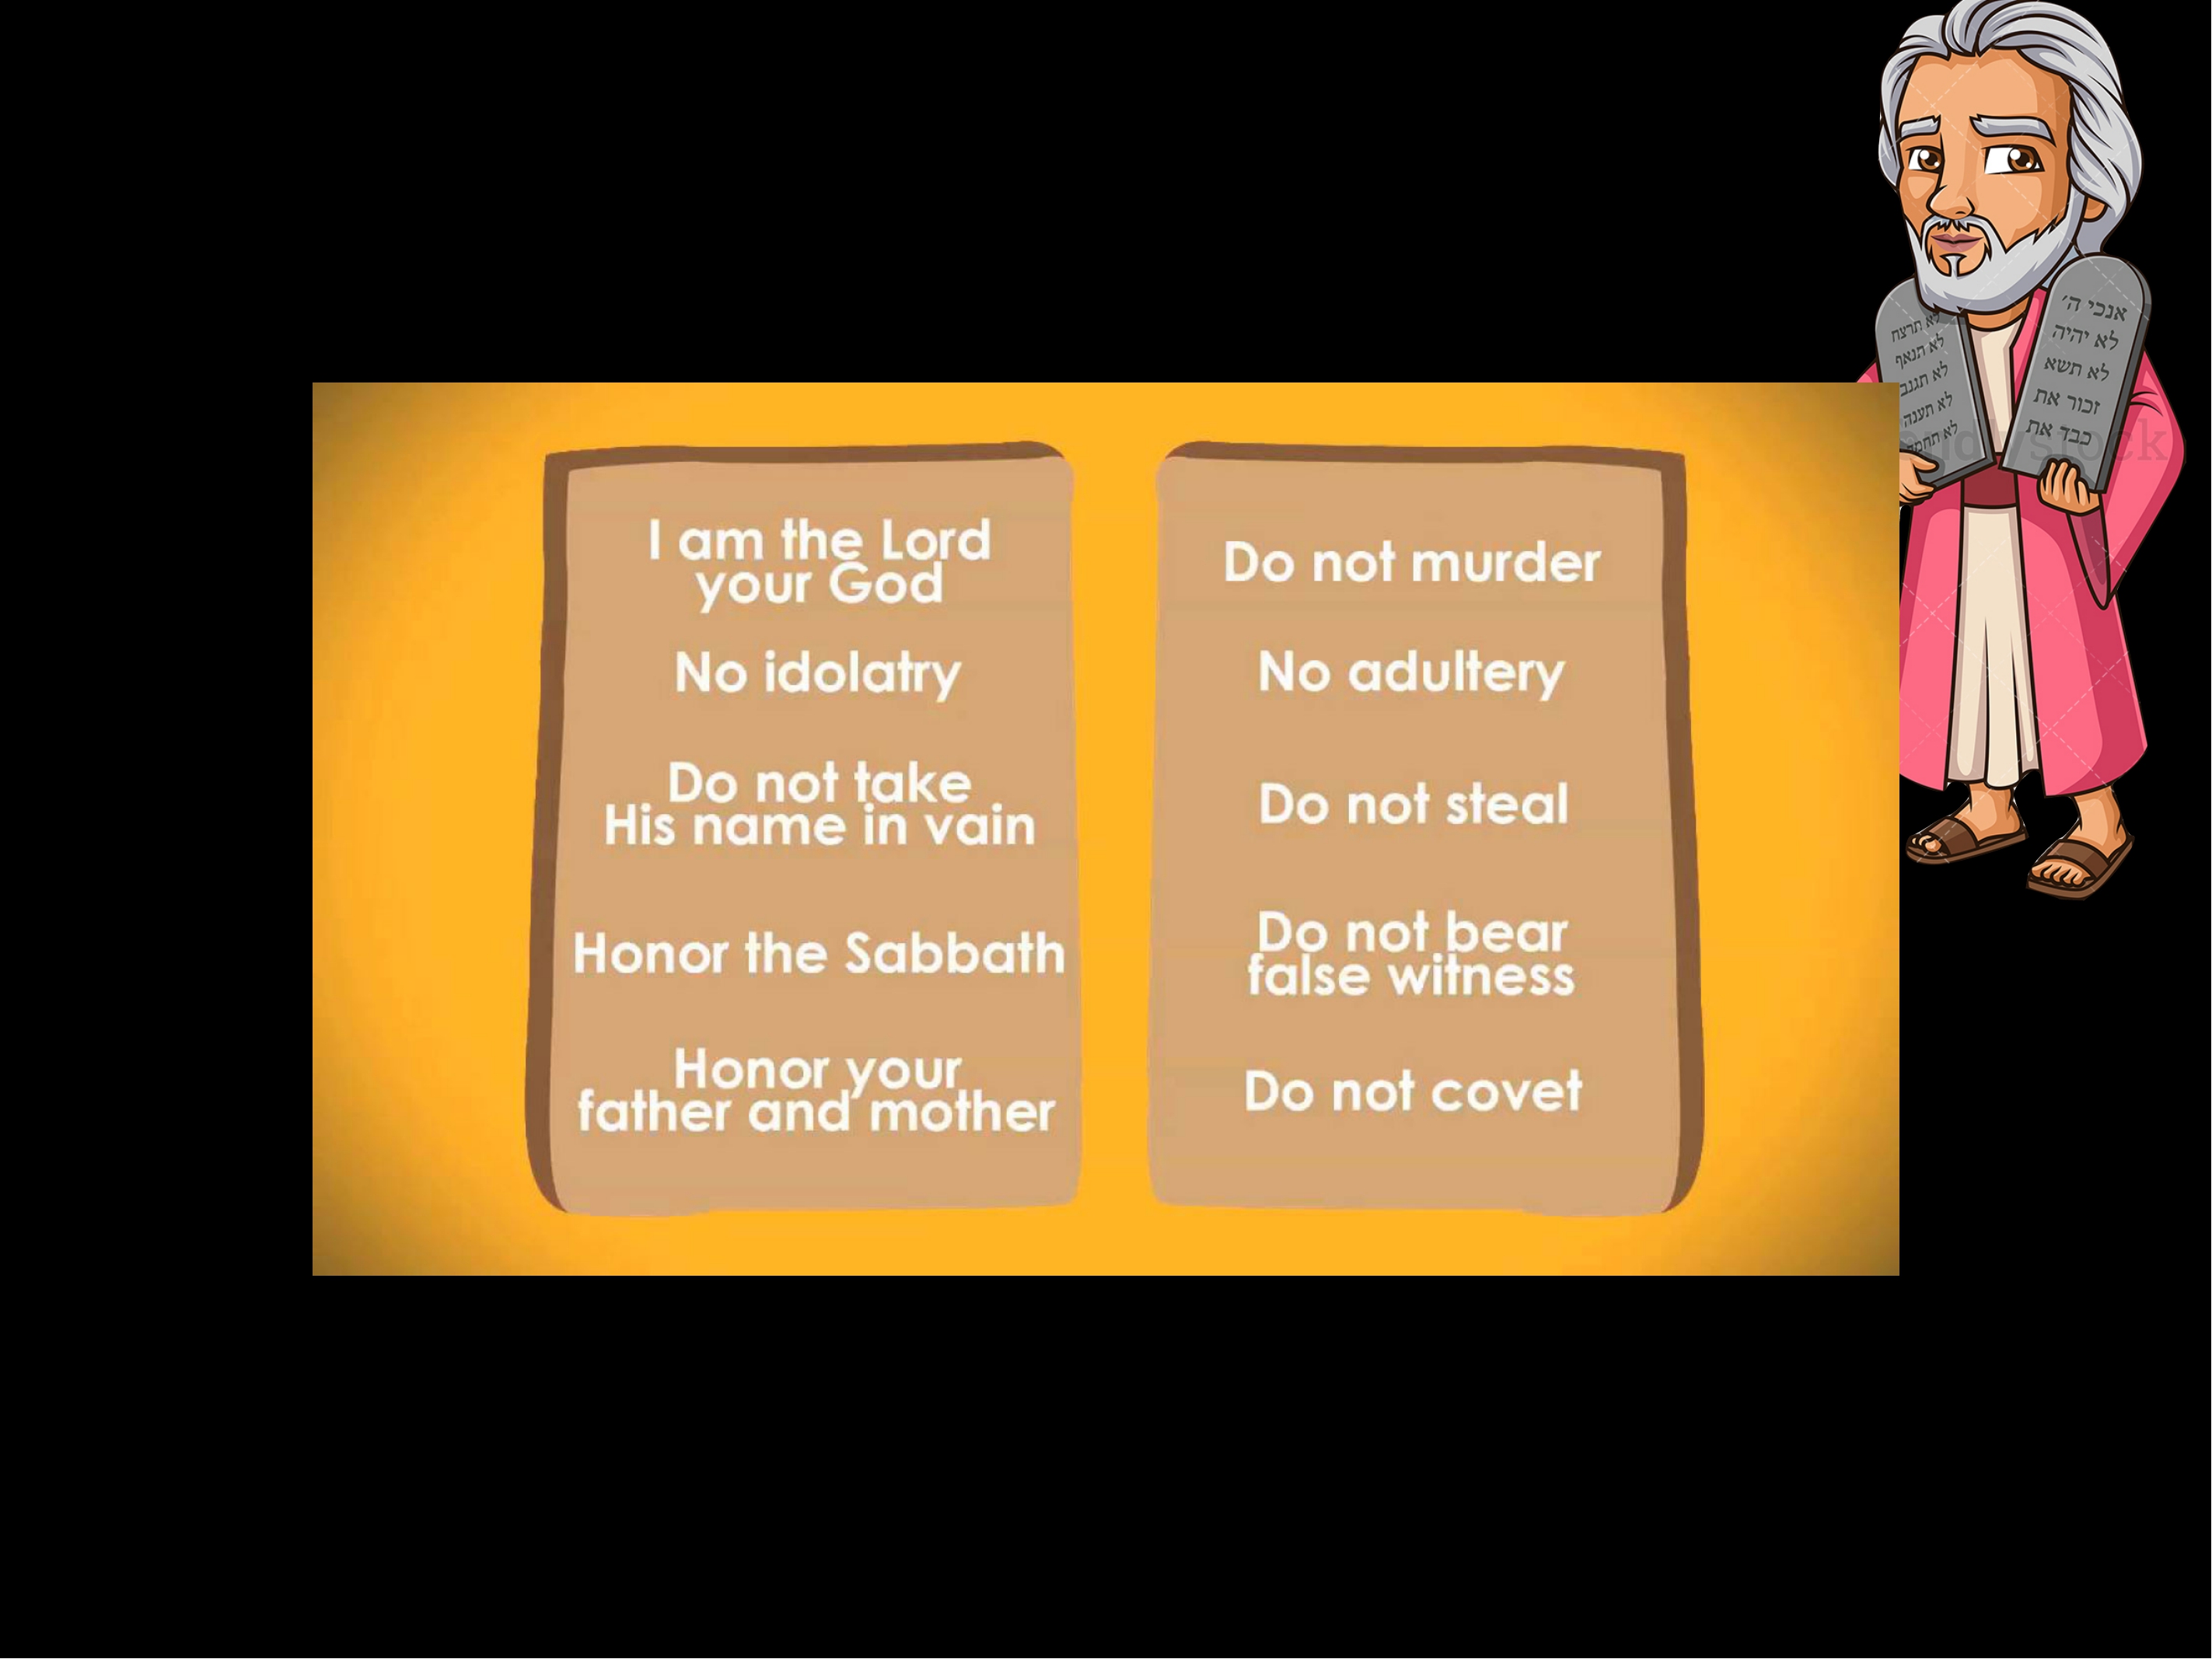 I am the Lord
your God
No idolatry
Do not take
His name in vain
Honor the Sabbath
Honor your
father and mother
Do not murder
No adultery
Do not steal
Do not bear
false witness
Do not covet
אנכי ה׳
לא יהיה
לא תשא
זכור את
כבד את
לא תרצח
לא תנאף
לא תגנב
לא תענה